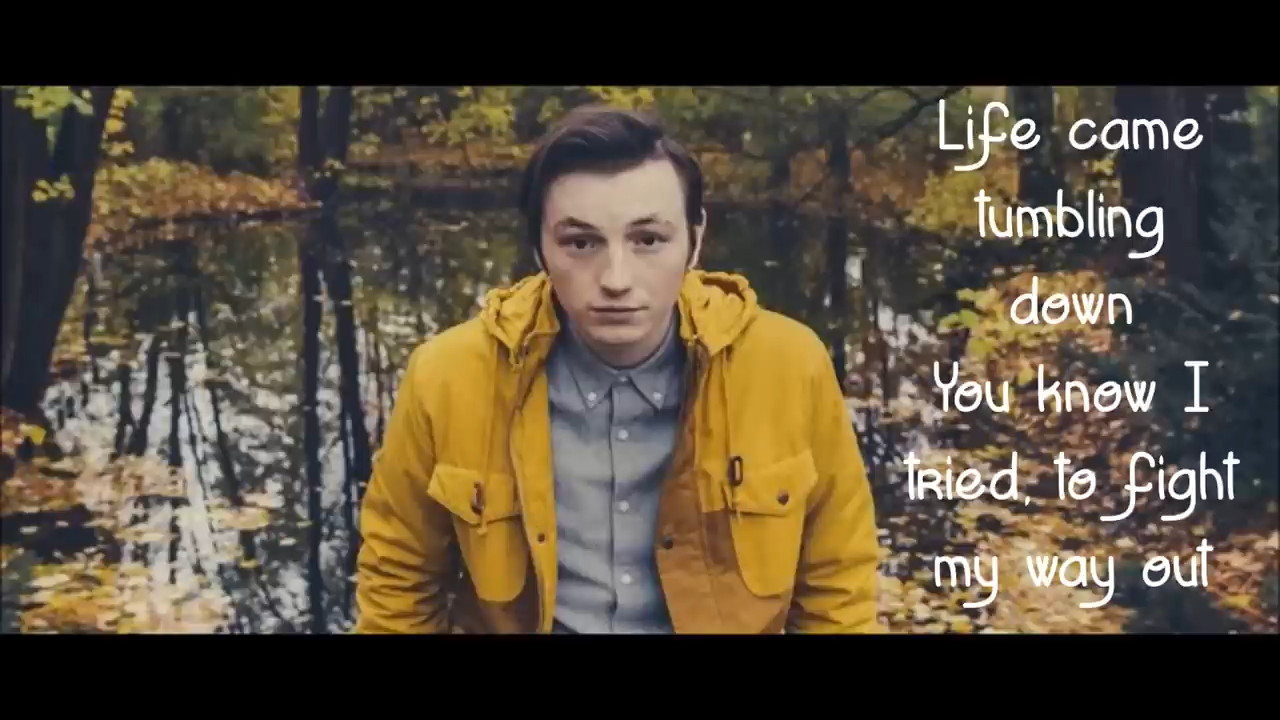 Life came
tumbling
down
You know I
tried, to fight
my way out